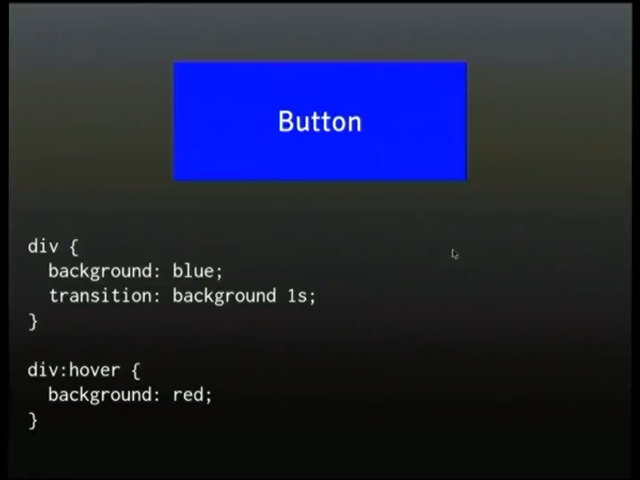 Button
div {
  background: blue;
  transition: background 1s;
}
div:hover {
  background: red;
}